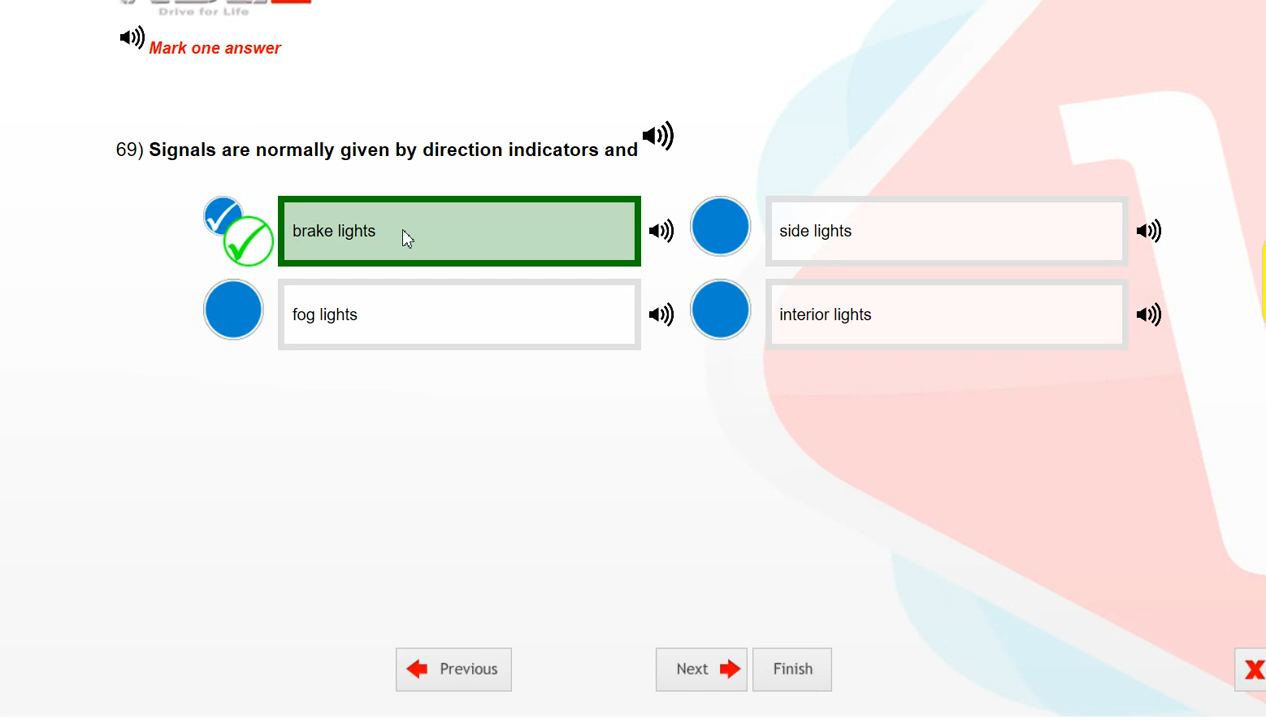 Drive for Life
Mark one answer
69) Signals are normally given by direction indicators and
brake lights
side lights
fog lights
interior lights
Previous
Next
Finish
X